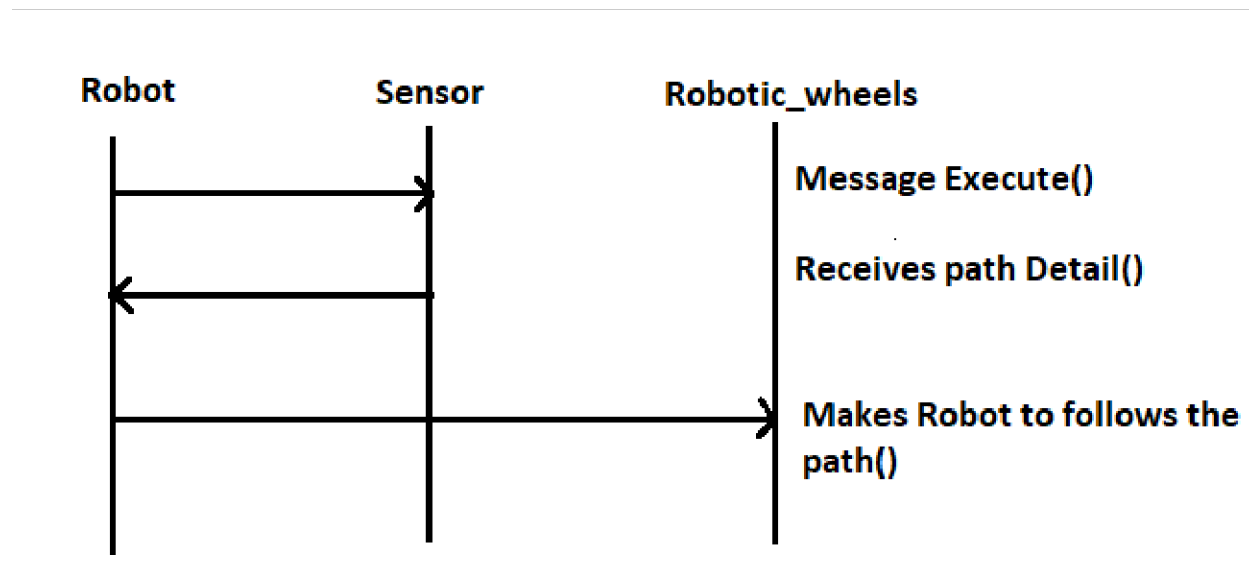 Robot Sensor Robotic_wheels
Message Execute()
Receives path Detail()
Makes Robot to follows the
path()